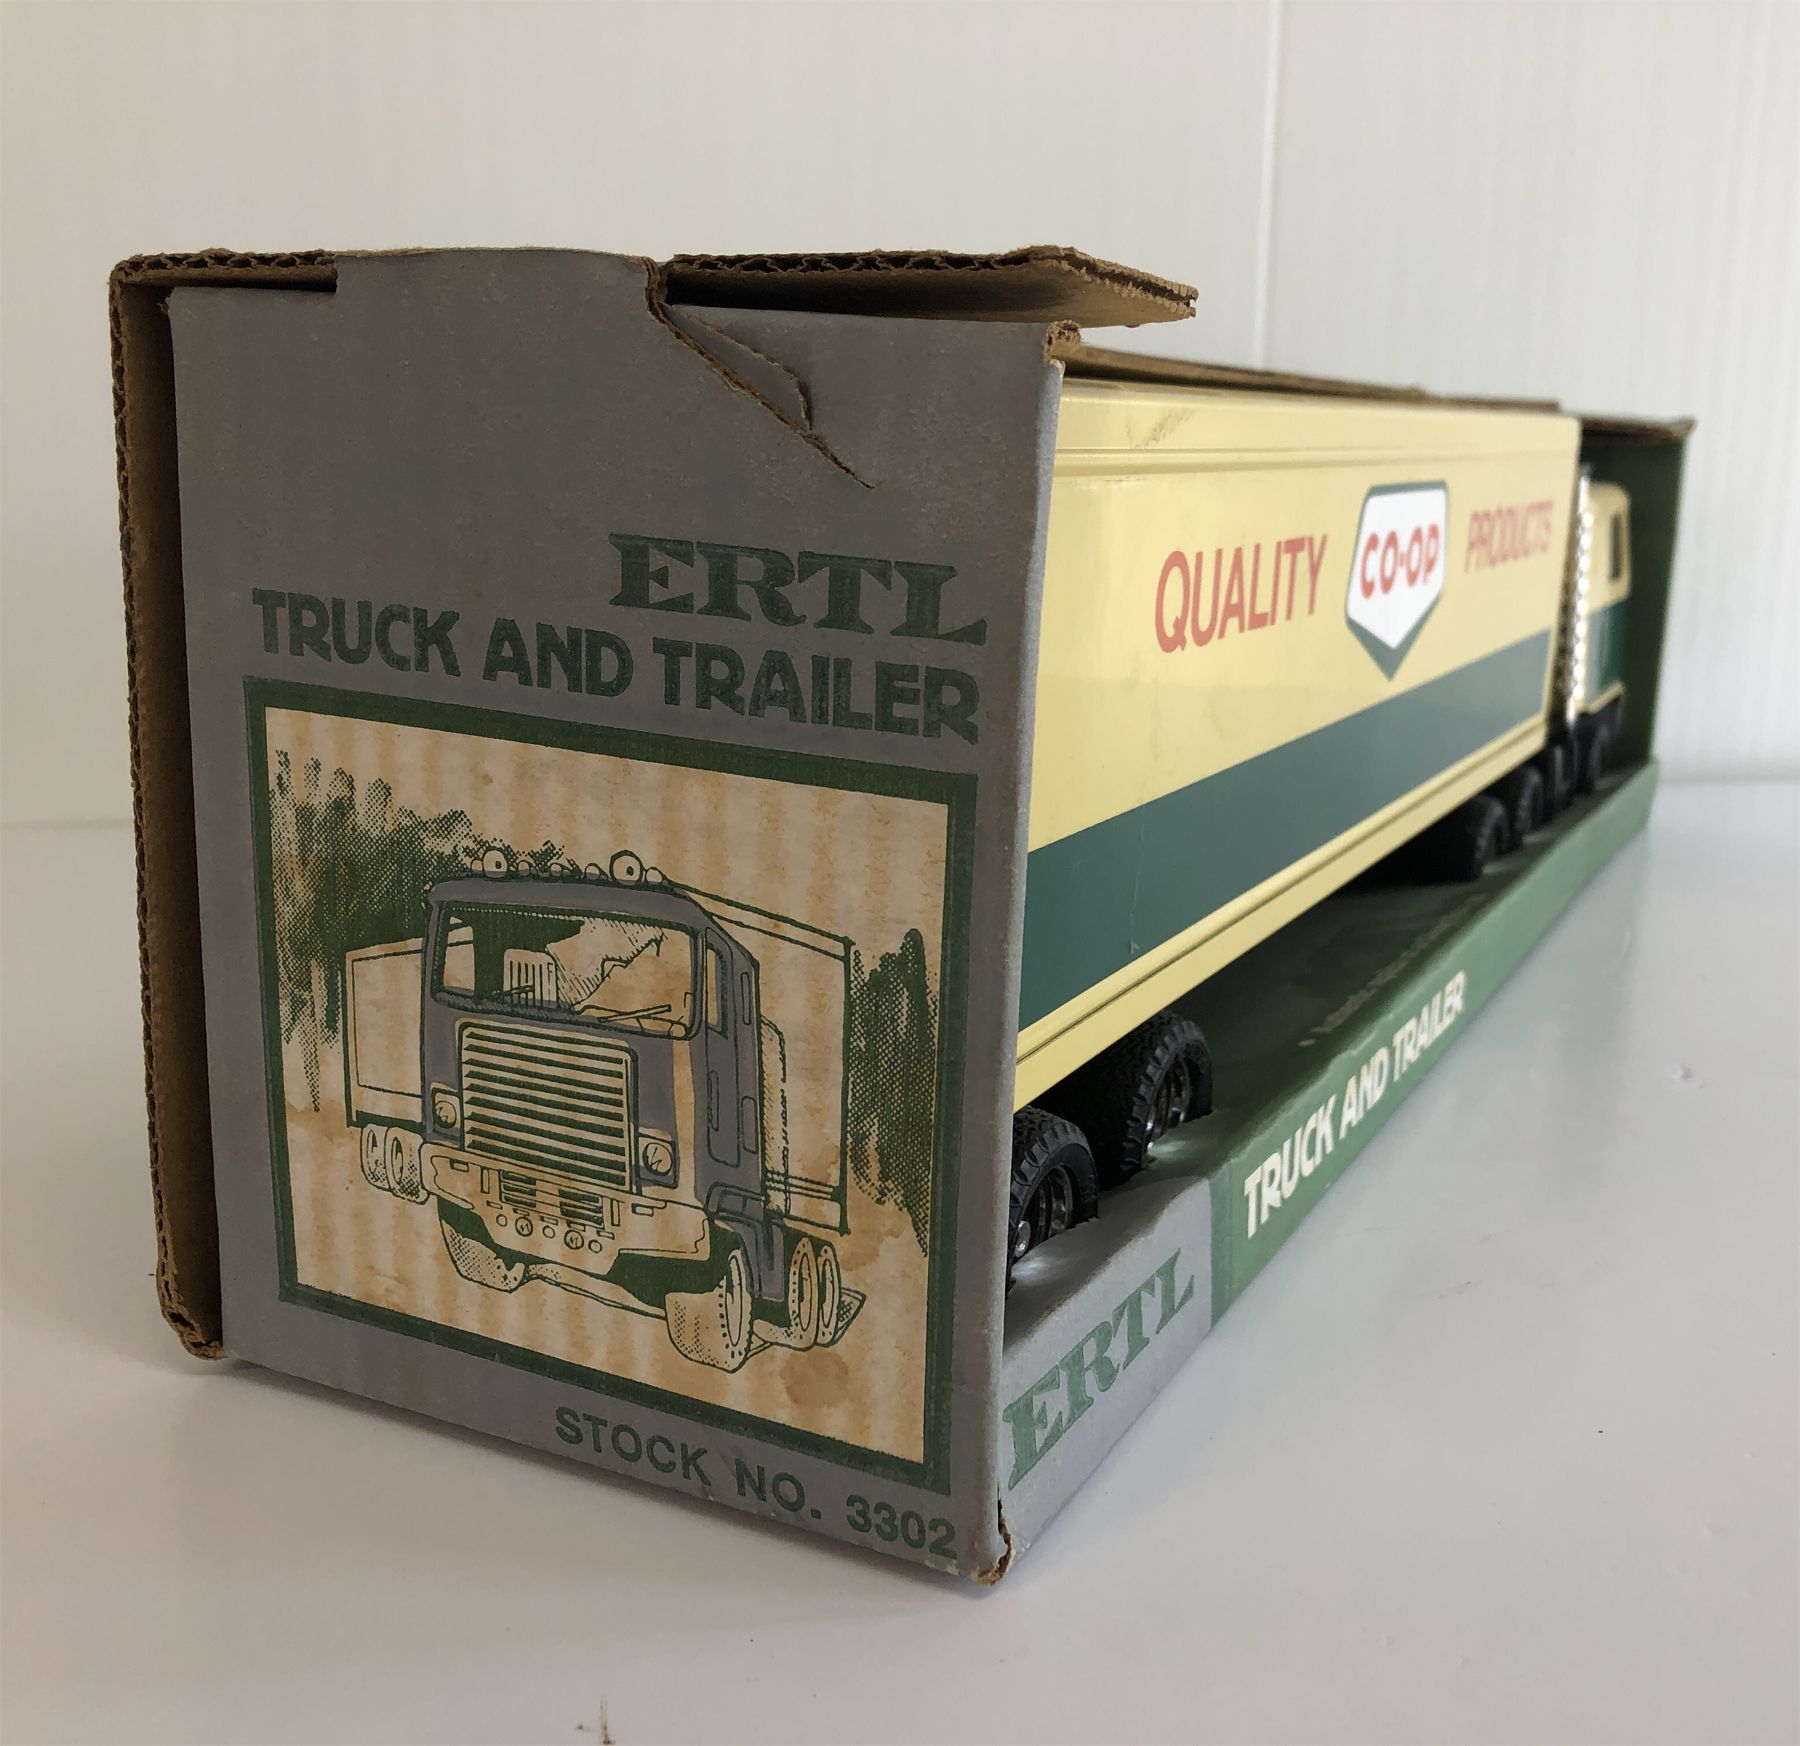 ERTL
TRUCK AND TRAILER
STOCK NO. 3302
QUALITY CO-OP PRODUCTS
ERTL
TRUCK AND TRAILER